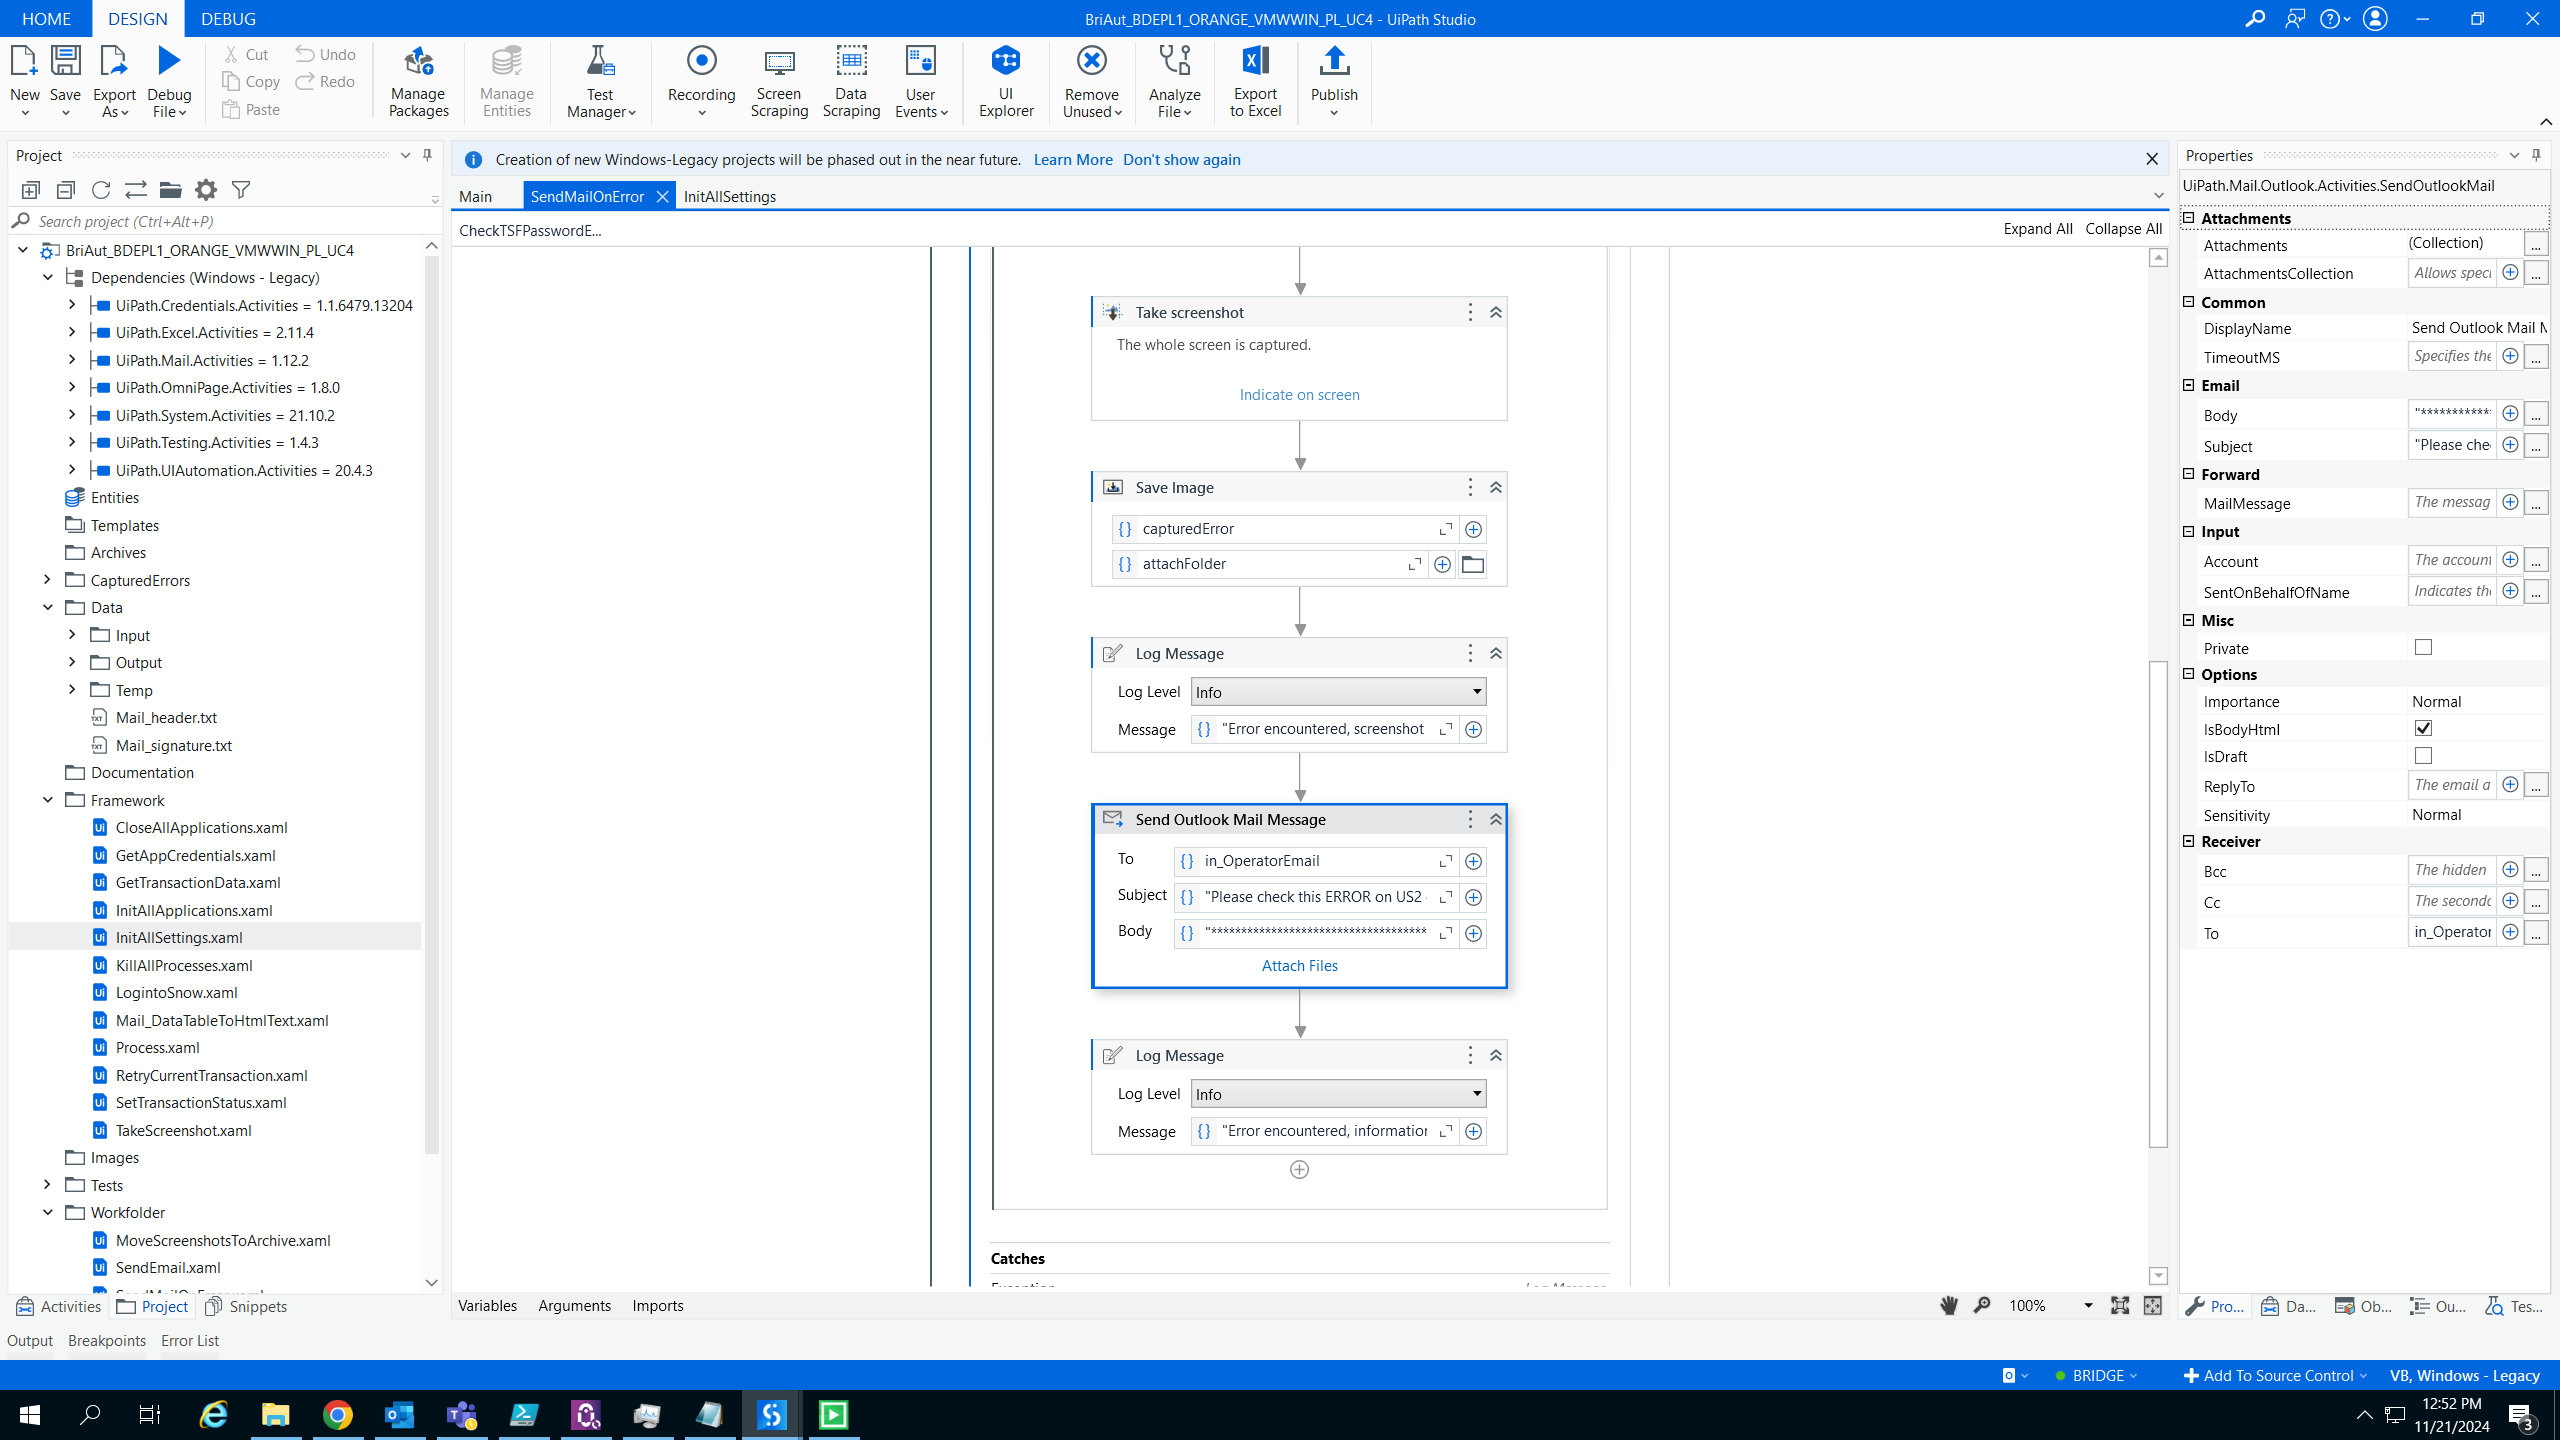 HOME DESIGN DEBUG
BriAut_BDEPL1_ORANGE_VMWWIN_PL_UC4 - UiPath Studio
New
Save
Export As
Debug File
Cut
Copy
Paste
Undo
Redo
Manage Packages
Manage Entities
Test Manager
Recording
Screen Scraping
Data Scraping
User Events
UI Explorer
Remove Unused
Analyze File
Export to Excel
Publish
Project
Search project (Ctrl+Alt+P)
BriAut_BDEPL1_ORANGE_VMWWIN_PL_UC4
Dependencies (Windows - Legacy)
UiPath.Credentials.Activities = 1.1.6479.13204
UiPath.Excel.Activities = 2.11.4
UiPath.Mail.Activities = 1.12.2
UiPath.OmniPage.Activities = 1.8.0
UiPath.System.Activities = 21.10.2
UiPath.Testing.Activities = 1.4.3
UiPath.UIAutomation.Activities = 20.4.3
Entities
Templates
Archives
CapturedErrors
Data
Input
Output
Temp
Mail_header.txt
Mail_signature.txt
Documentation
Framework
CloseAllApplications.xaml
GetAppCredentials.xaml
GetTransactionData.xaml
InitAllApplications.xaml
InitAllSettings.xaml
KillAllProcesses.xaml
LogintoSnow.xaml
Mail_DataTableToHtmlText.xaml
Process.xaml
RetryCurrentTransaction.xaml
SetTransactionStatus.xaml
TakeScreenshot.xaml
Images
Tests
Workfolder
MoveScreenshotsToArchive.xaml
SendEmail.xaml
Activities Project Snippets
Output Breakpoints Error List
Creation of new Windows-Legacy projects will be phased out in the near future. Learn More Don't show again
Main SendMailOnError InitAllSettings
CheckTSFPasswordE...
Expand All Collapse All
Take screenshot
The whole screen is captured.
Indicate on screen
Save Image
{} capturedError
{} attachFolder
Log Message
Log Level Info
Message {} "Error encountered, screenshot
Send Outlook Mail Message
To {} in_OperatorEmail
Subject {} "Please check this ERROR on US2
Body {} "************************************
Attach Files
Log Message
Log Level Info
Message {} "Error encountered, information
Catches
Exception Log Message
Variables Arguments Imports
100%
Properties
UiPath.Mail.Outlook.Activities.SendOutlookMail
Attachments
Attachments (Collection) ...
AttachmentsCollection Allows speci ...
Common
DisplayName Send Outlook Mail M
TimeoutMS Specifies the ...
Email
Body "************ ...
Subject "Please che ...
Forward
MailMessage The messag ...
Input
Account The account ...
SentOnBehalfOfName Indicates th ...
Misc
Private
Options
Importance Normal
IsBodyHtml
IsDraft
ReplyTo The email a ...
Sensitivity Normal
Receiver
Bcc The hidden ...
Cc The secondc ...
To in_Operator ...
Pro... Da... Ob... Ou... Tes...
BRIDGE Add To Source Control VB, Windows - Legacy
12:52 PM
11/21/2024
3